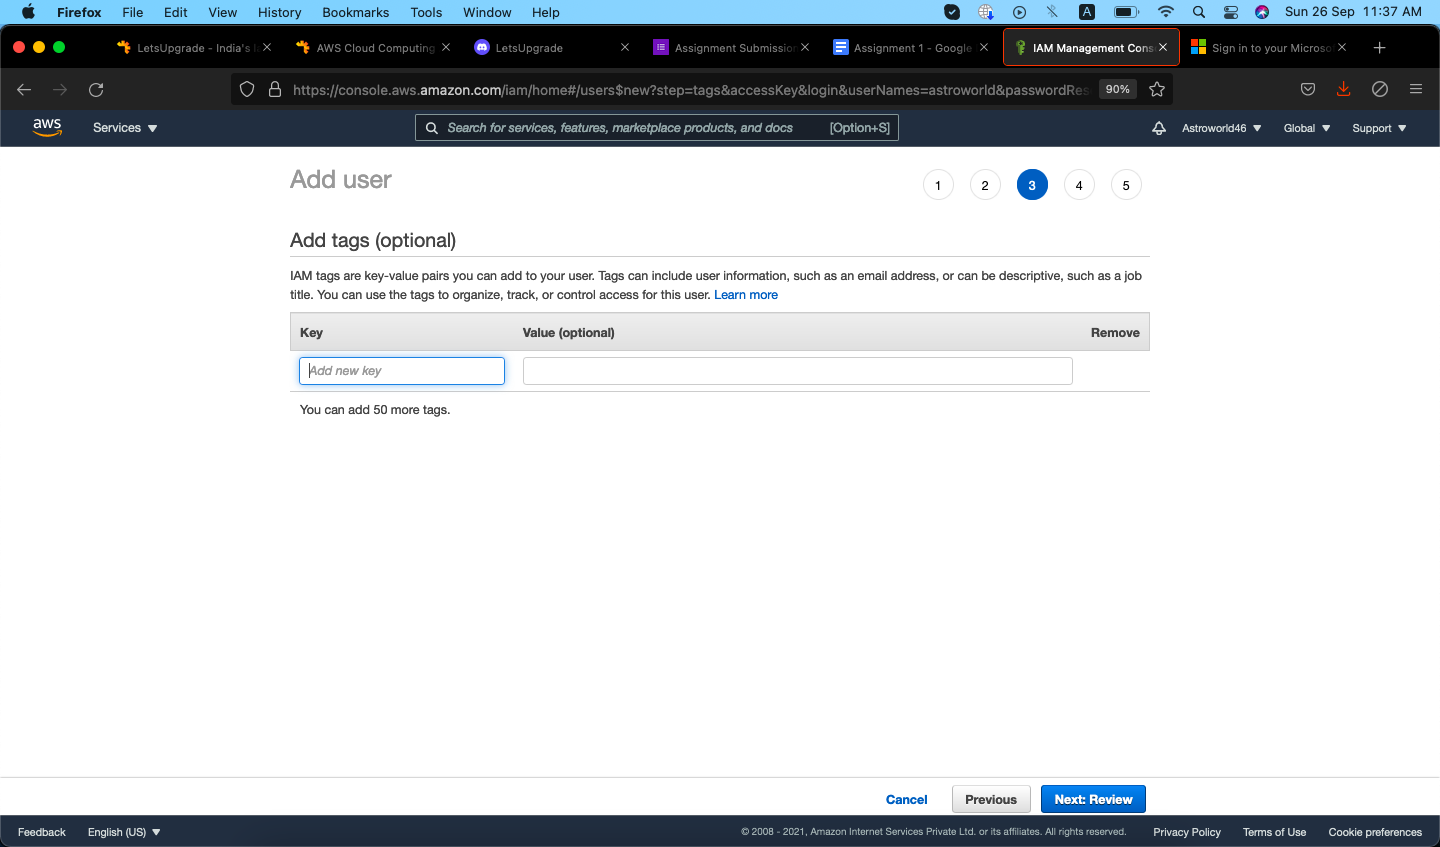 Firefox File Edit View History Bookmarks Tools Window Help A Sun 26 Sep 11:37 AM
LetsUpgrade - India's AWS Cloud Computing LetsUpgrade Assignment Submission Assignment 1 - Google IAM Management Cons Sign in to your Microso
https://console.aws.amazon.com/iam/home#/users$new?step=tags&accessKey&login&userNames=astroworld&passwordRes 90%
aws Services Search for services, features, marketplace products, and docs [Option+S] Astroworld46 Global Support
Add user 1 2 3 4 5
Add tags (optional)
IAM tags are key-value pairs you can add to your user. Tags can include user information, such as an email address, or can be descriptive, such as a job
title. You can use the tags to organize, track, or control access for this user. Learn more
Key Value (optional) Remove
Add new key
You can add 50 more tags.
Cancel Previous Next: Review
Feedback English (US) © 2008 - 2021, Amazon Internet Services Private Ltd. or its affiliates. All rights reserved. Privacy Policy Terms of Use Cookie preferences